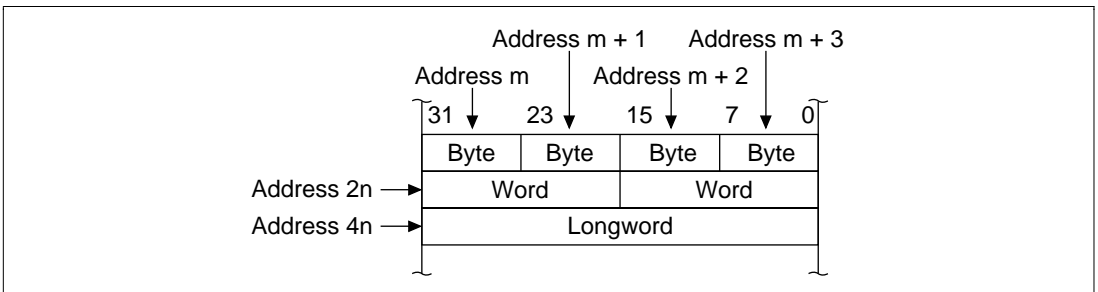 Address m + 1 Address m + 3
Address m Address m + 2
31 23 15 7 0
Byte Byte Byte Byte
Address 2n Word Word
Address 4n Longword